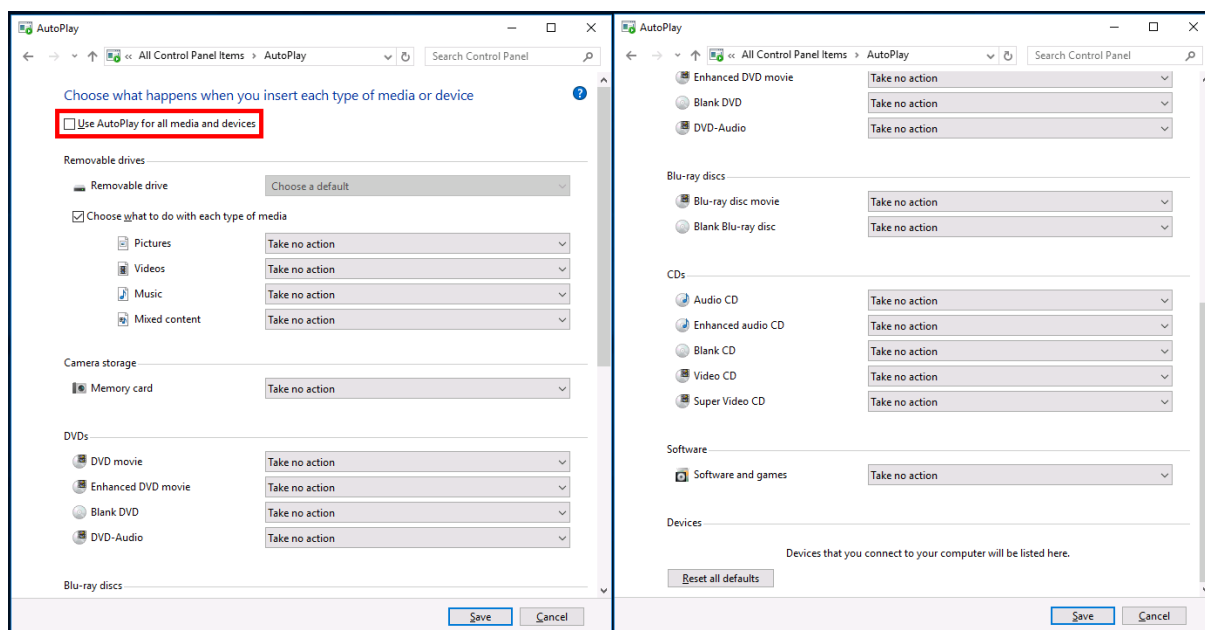 AutoPlay
All Control Panel Items > AutoPlay
Search Control Panel
Choose what happens when you insert each type of media or device
Use AutoPlay for all media and devices
Removable drives
Removable drive Choose a default
Choose what to do with each type of media
Pictures Take no action
Videos Take no action
Music Take no action
Mixed content Take no action
Camera storage
Memory card Take no action
DVDs
DVD movie Take no action
Enhanced DVD movie Take no action
Blank DVD Take no action
DVD-Audio Take no action
Blu-ray discs
Save Cancel
AutoPlay
All Control Panel Items > AutoPlay
Search Control Panel
Enhanced DVD movie Take no action
Blank DVD Take no action
DVD-Audio Take no action
Blu-ray discs
Blu-ray disc movie Take no action
Blank Blu-ray disc Take no action
CDs
Audio CD Take no action
Enhanced audio CD Take no action
Blank CD Take no action
Video CD Take no action
Super Video CD Take no action
Software
Software and games Take no action
Devices
Devices that you connect to your computer will be listed here.
Reset all defaults
Save Cancel